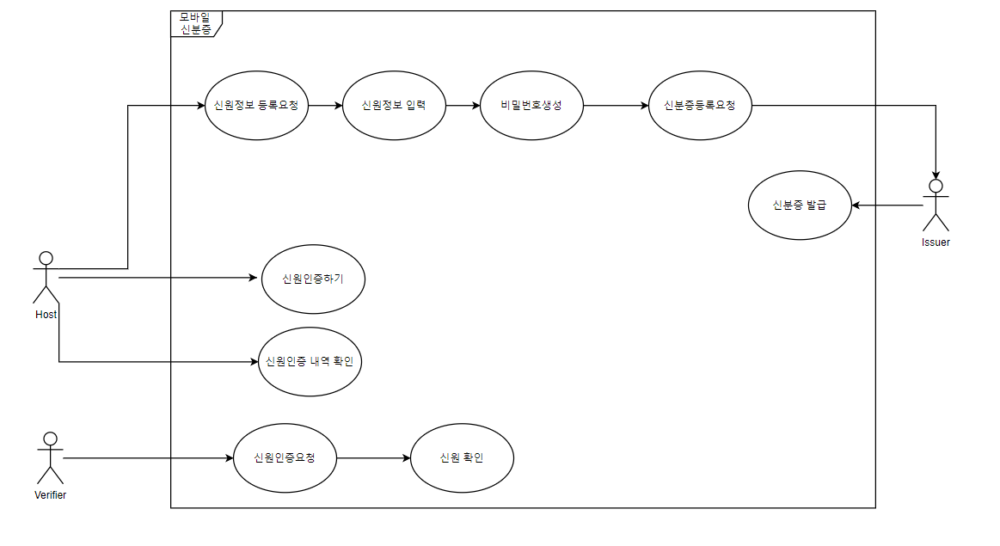 모바일
신분증
신원정보 등록요청
신원정보 입력
비밀번호생성
신분증등록요청
신분증 발급
Issuer
Host
신원인증하기
신원인증 내역 확인
신원인증요청
신원 확인
Verifier